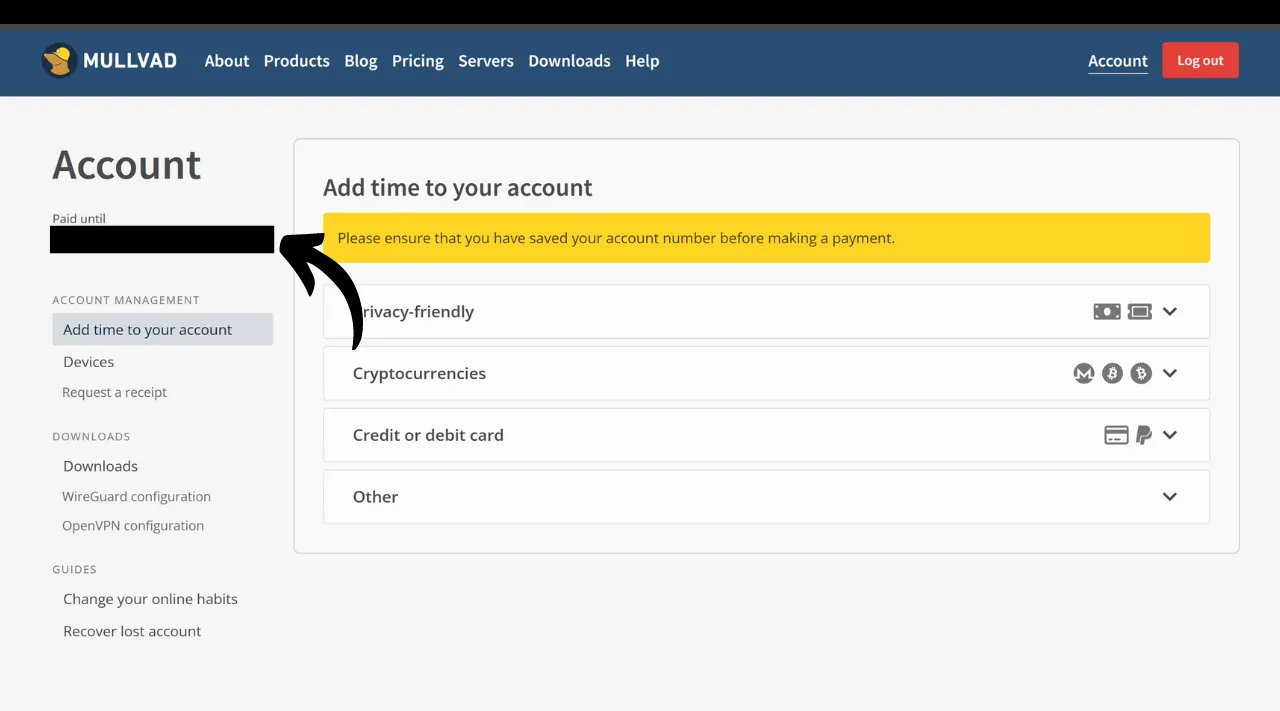 MULLVAD About Products Blog Pricing Servers Downloads Help Account Log out
Account
Paid until
ACCOUNT MANAGEMENT
Add time to your account
Devices
Request a receipt
DOWNLOADS
Downloads
WireGuard configuration
OpenVPN configuration
GUIDES
Change your online habits
Recover lost account
Add time to your account
Please ensure that you have saved your account number before making a payment.
rivacy-friendly
Cryptocurrencies
Credit or debit card
Other